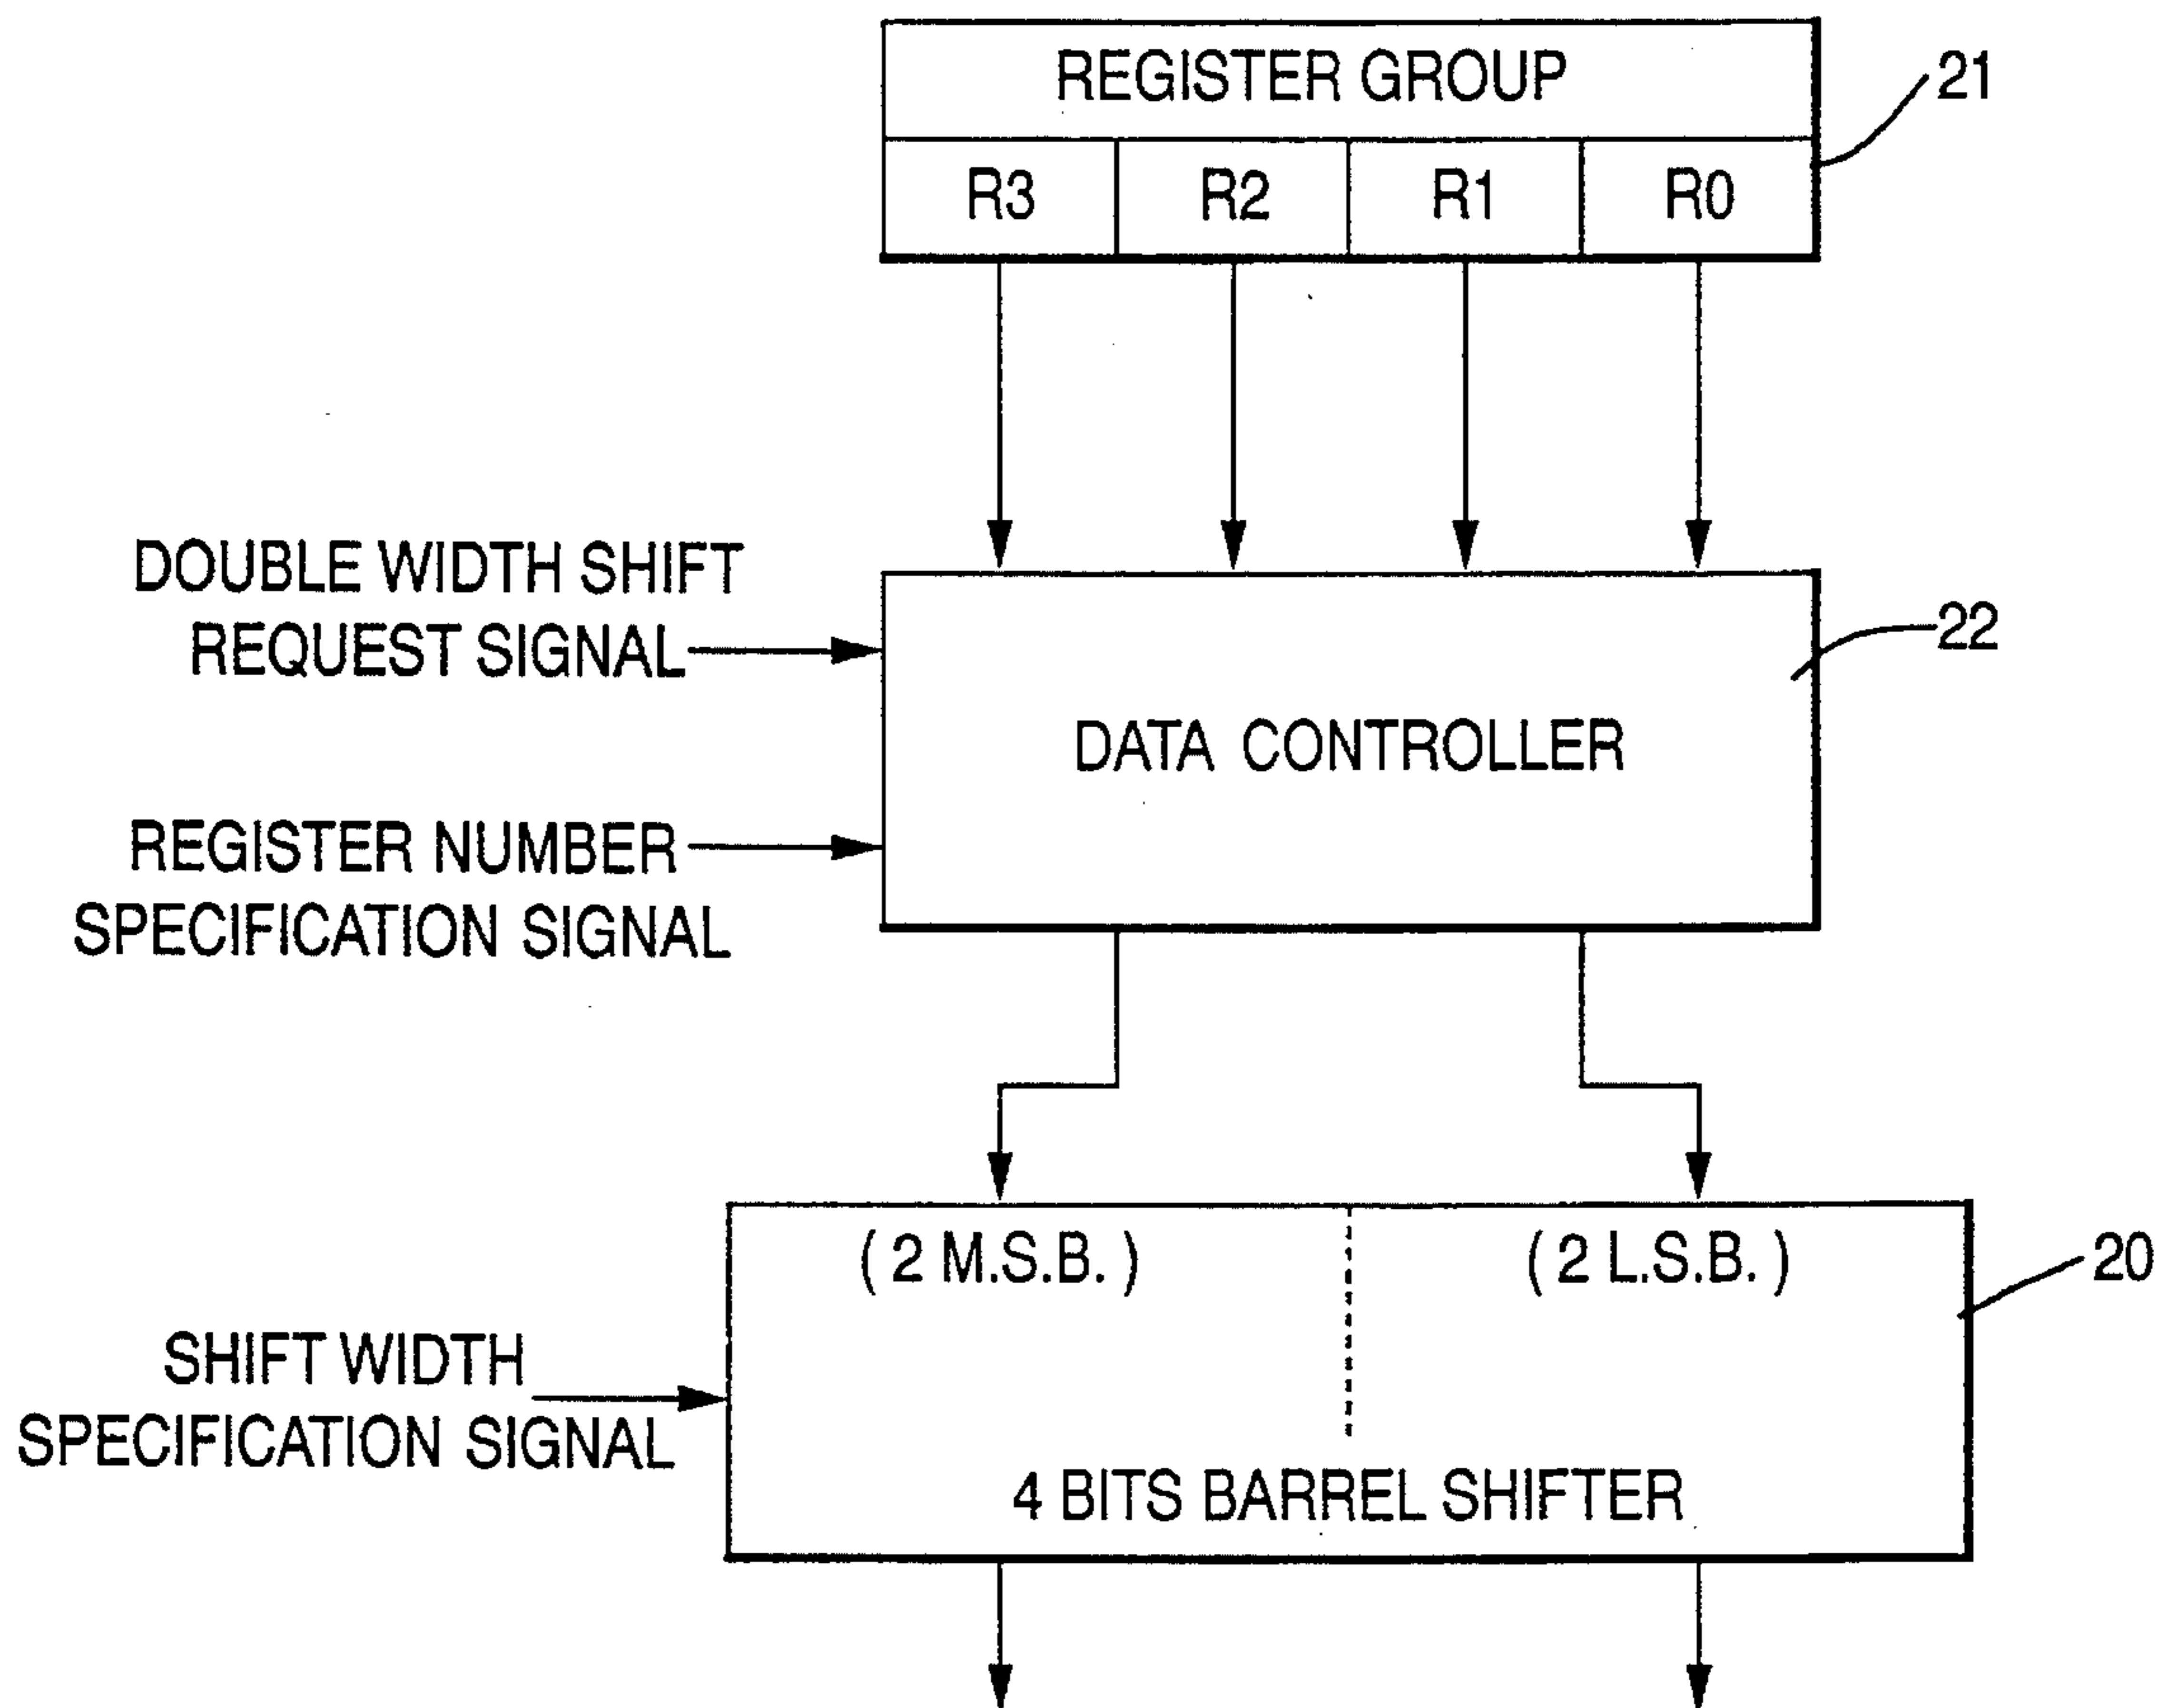 REGISTER GROUP
21
R3 R2 R1 R0
DOUBLE WIDTH SHIFT
REQUEST SIGNAL
22
DATA CONTROLLER
REGISTER NUMBER
SPECIFICATION SIGNAL
( 2 M.S.B. ) ( 2 L.S.B. )
20
SHIFT WIDTH
SPECIFICATION SIGNAL
4 BITS BARREL SHIFTER